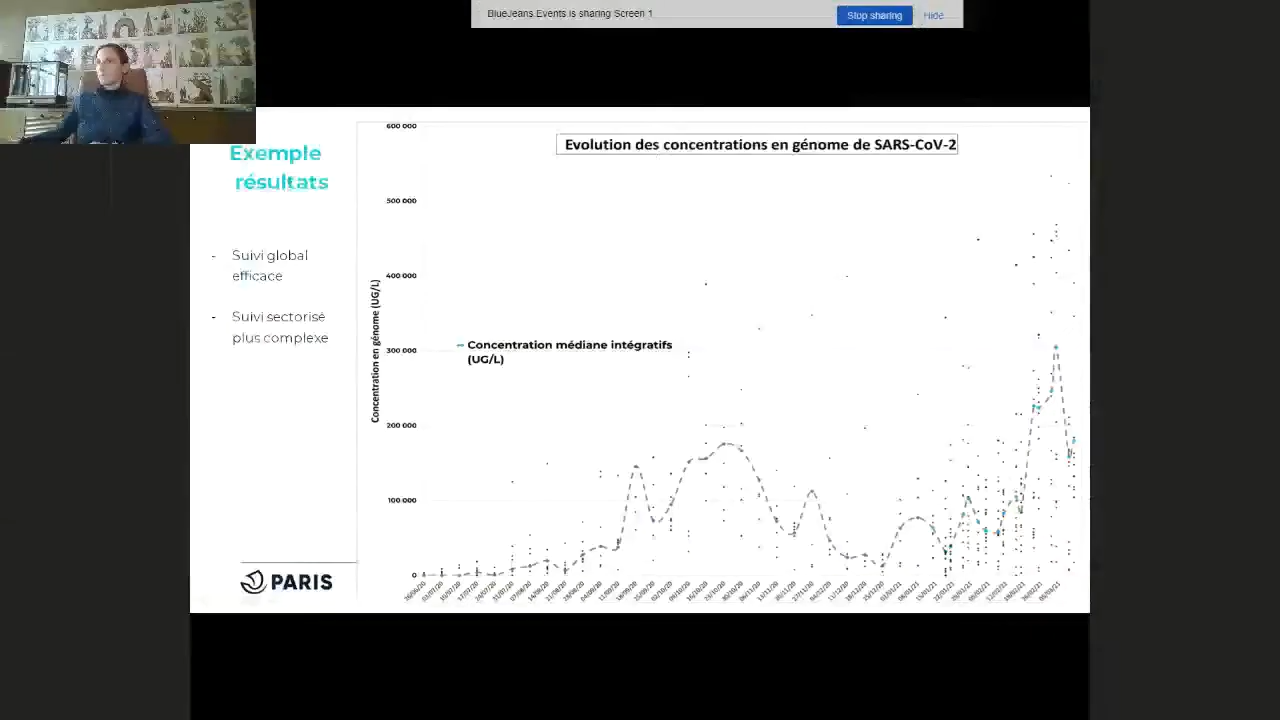 BlueJeans Events is sharing Screen 1
Stop sharing
Hide
Exemple
résultats
- Suivi global
efficace
- Suivi sectorisé
plus complexe
PARIS
Evolution des concentrations en génome de SARS-CoV-2
Concentration en génome (UG/L)
600 000
500 000
400 000
300 000
200 000
100 000
0
Concentration médiane intégratifs
(UG/L)